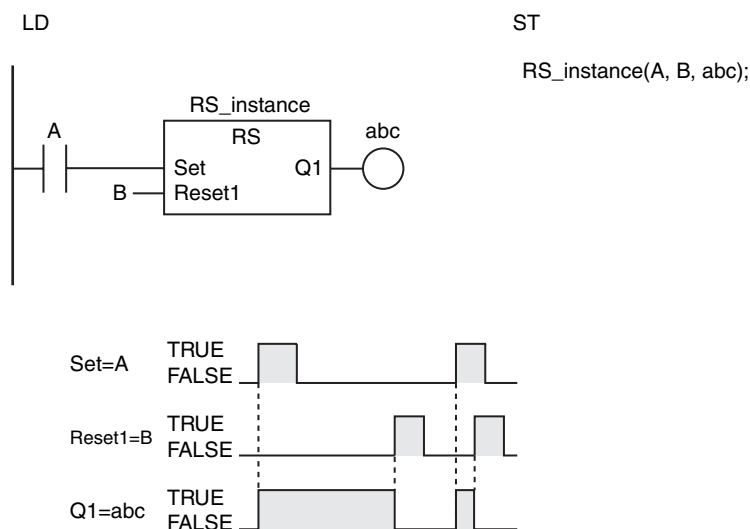 LD
ST
RS_instance(A, B, abc);
RS_instance
A
RS
abc
Set
Q1
B
Reset1
Set=A
TRUE
FALSE
Reset1=B
TRUE
FALSE
Q1=abc
TRUE
FALSE